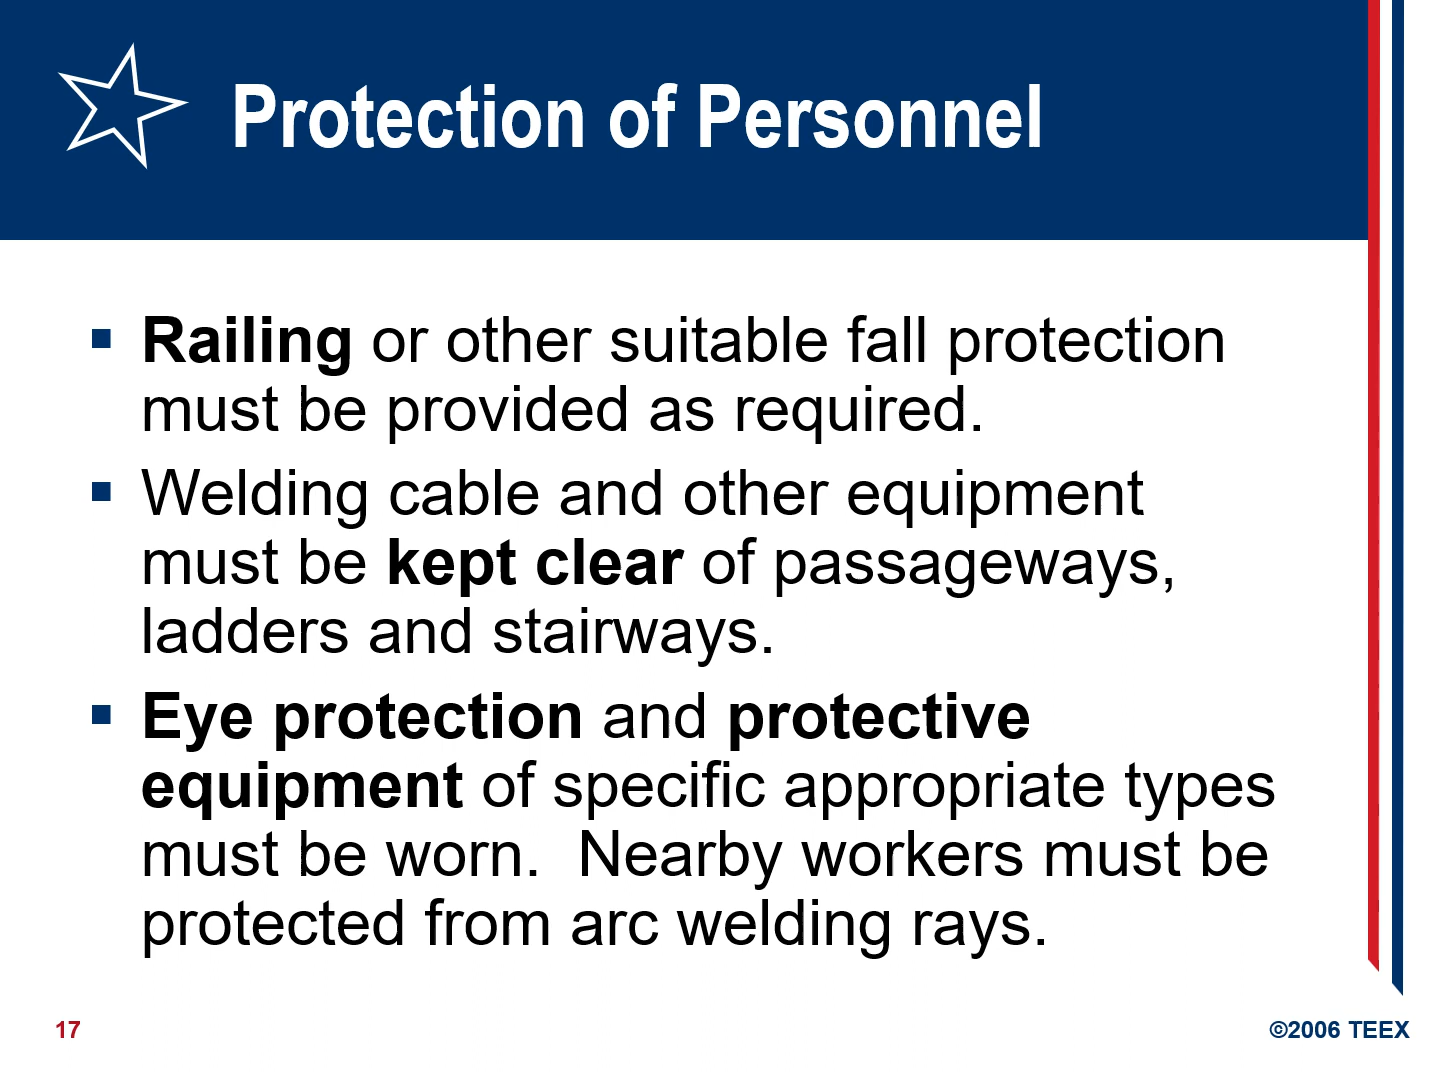 Protection of Personnel
▪ Railing or other suitable fall protection
must be provided as required.
▪ Welding cable and other equipment
must be kept clear of passageways,
ladders and stairways.
▪ Eye protection and protective
equipment of specific appropriate types
must be worn.  Nearby workers must be
protected from arc welding rays.
17
©2006 TEEX